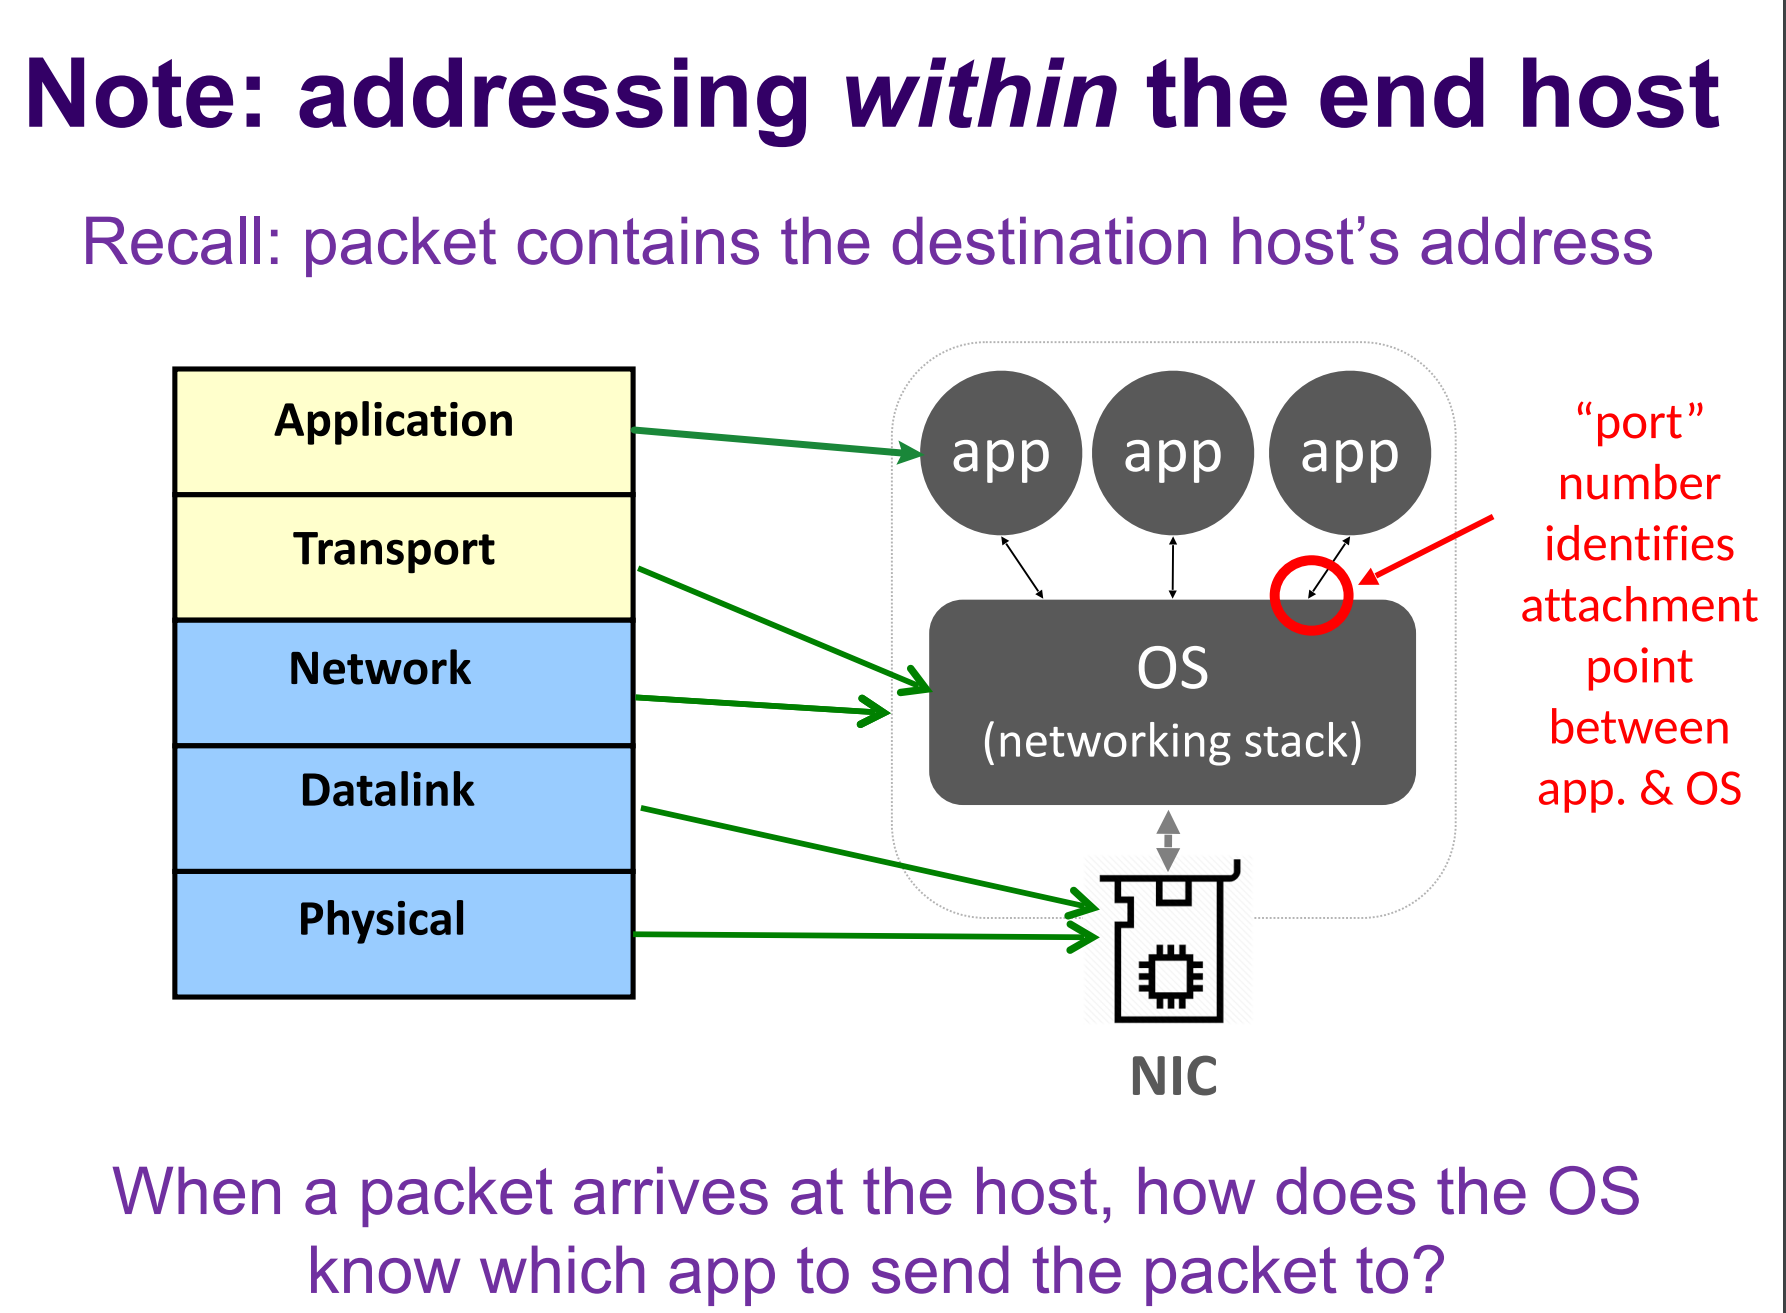 Note: addressing within the end host
Recall: packet contains the destination host’s address
Application
Transport
Network
Datalink
Physical
app
app
app
OS
(networking stack)
NIC
“port”
number
identifies
attachment
point
between
app. & OS
When a packet arrives at the host, how does the OS
know which app to send the packet to?